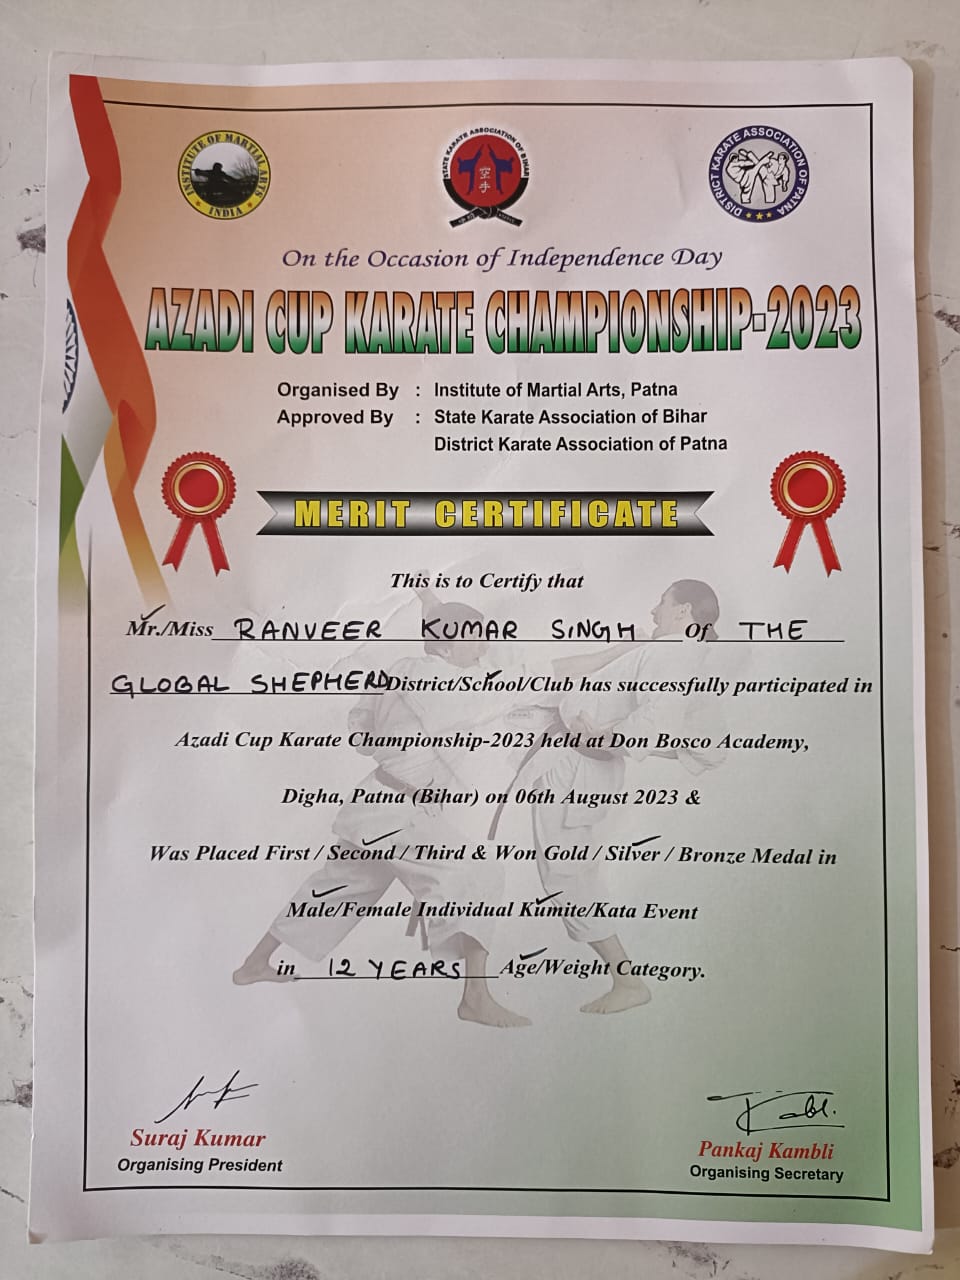 INSTITUTE OF MARTIAL ARTS
INDIA
STATE KARATE ASSOCIATION OF BIHAR
空手
DISTRICT KARATE ASSOCIATION OF PATNA
On the Occasion of Independence Day
AZADI CUP KARATE CHAMPIONSHIP-2023
Organised By : Institute of Martial Arts, Patna
Approved By : State Karate Association of Bihar
District Karate Association of Patna
MERIT CERTIFICATE
This is to Certify that
Mr./Miss RANVEER KUMAR SINGH Of THE
GLOBAL SHEPHERD District/School/Club has successfully participated in
Azadi Cup Karate Championship-2023 held at Don Bosco Academy,
Digha, Patna (Bihar) on 06th August 2023 &
Was Placed First / Second / Third & Won Gold / Silver / Bronze Medal in
Male/Female Individual Kumite/Kata Event
in 12 YEARS Age/Weight Category.
Suraj Kumar
Organising President
Pankaj Kambli
Organising Secretary